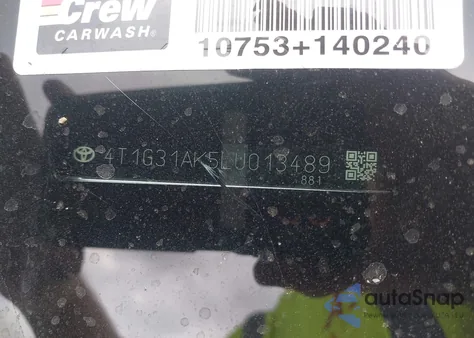 Crew
CARWASH®
10753+140240
4T1G31AK5LU013489
881
autoSnap